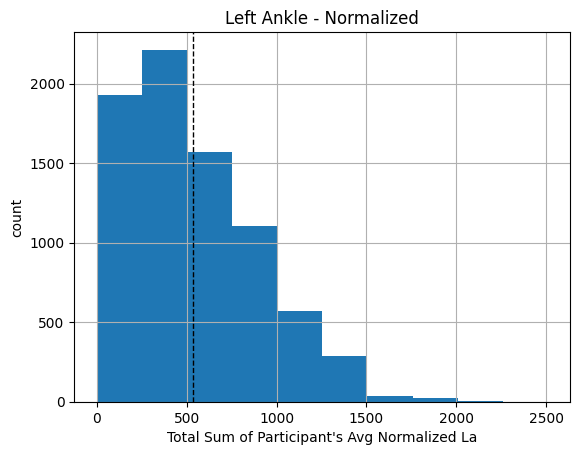 Left Ankle - Normalized
2000
1500
1000
500
0
count
0 500 1000 1500 2000 2500
Total Sum of Participant's Avg Normalized La